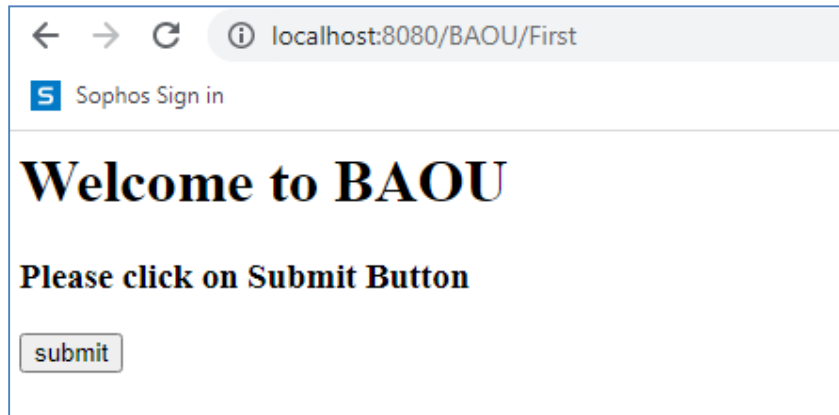 localhost:8080/BAOU/First
S Sophos Sign in
Welcome to BAOU
Please click on Submit Button
submit